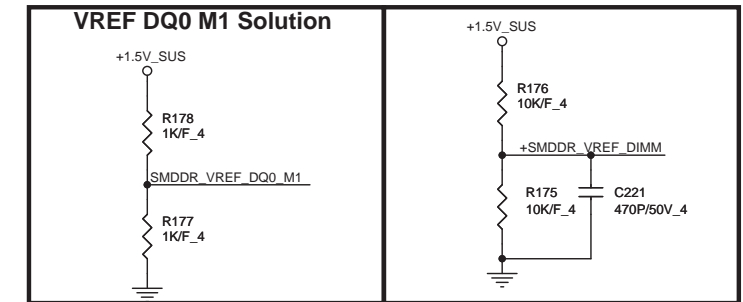 VREF DQ0 M1 Solution
+1.5V_SUS
R178
1K/F_4
SMDDR_VREF_DQ0_M1
R177
1K/F_4
+1.5V_SUS
R176
10K/F_4
+SMDDR_VREF_DIMM
R175
10K/F_4
C221
470P/50V_4